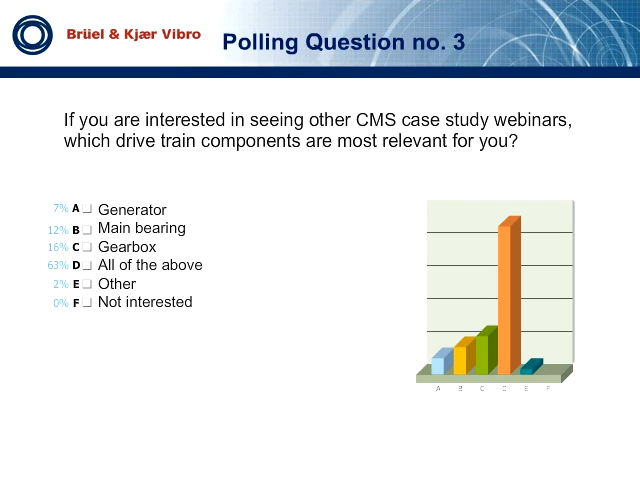 Brüel & Kjær Vibro
Polling Question no. 3
If you are interested in seeing other CMS case study webinars,
which drive train components are most relevant for you?
7% A Generator
12% B Main bearing
16% C Gearbox
63% D All of the above
2% E Other
0% F Not interested
A B C D E F